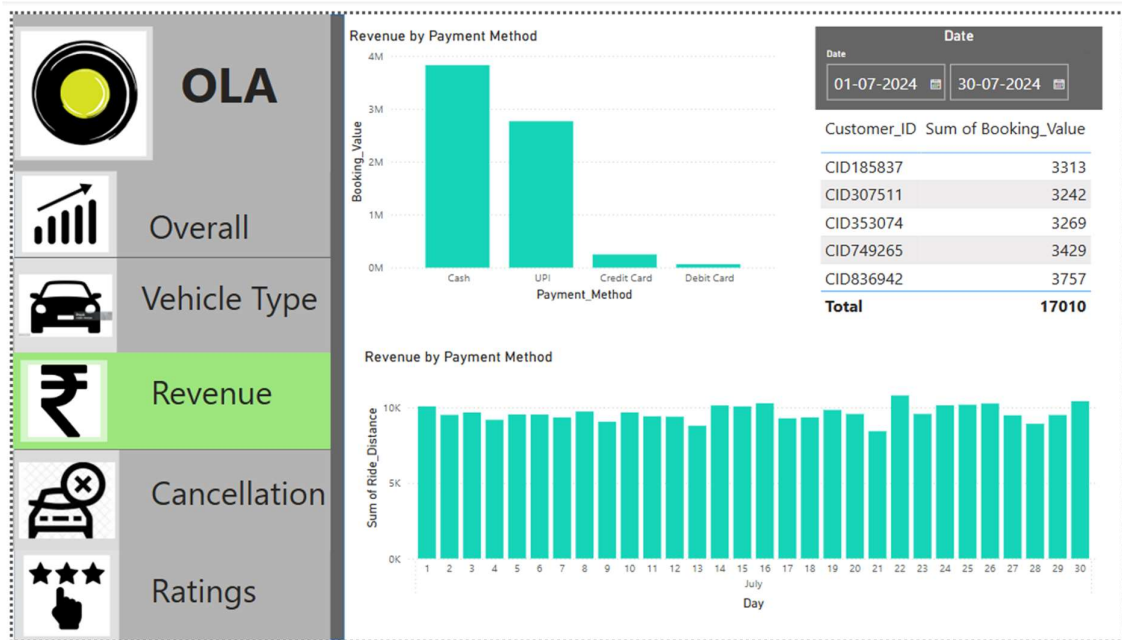 OLA
Overall
Vehicle Type
Revenue
Cancellation
Ratings
Revenue by Payment Method
4M
3M
2M
1M
0M
Booking_Value
Cash UPI Credit Card Debit Card
Payment_Method
Date
Date
01-07-2024 30-07-2024
Customer_ID Sum of Booking_Value
CID185837 3313
CID307511 3242
CID353074 3269
CID749265 3429
CID836942 3757
Total 17010
Revenue by Payment Method
10K
5K
0K
Sum of Ride_Distance
1 2 3 4 5 6 7 8 9 10 11 12 13 14 15 16 17 18 19 20 21 22 23 24 25 26 27 28 29 30
July
Day